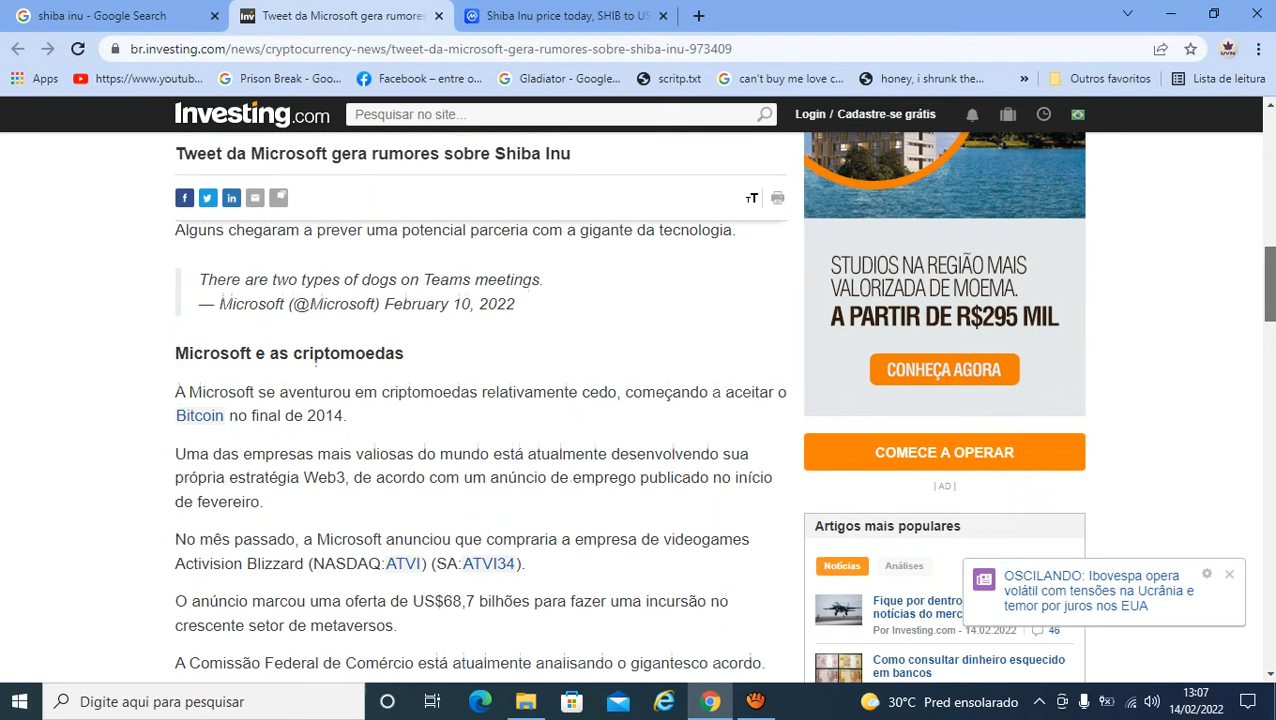 shiba inu - Google Search
Tweet da Microsoft gera rumores
Shiba Inu price today, SHIB to US
br.investing.com/news/cryptocurrency-news/tweet-da-microsoft-gera-rumores-sobre-shiba-inu-973409
Apps
https://www.youtub...
Prison Break - Goo...
Facebook – entre o...
Gladiator - Google...
scritp.txt
can't buy me love c...
honey, i shrunk the...
»
Outros favoritos
Lista de leitura
Investing.com
Pesquisar no site...
Login / Cadastre-se grátis
Tweet da Microsoft gera rumores sobre Shiba Inu
Alguns chegaram a prever uma potencial parceria com a gigante da tecnologia.
There are two types of dogs on Teams meetings.
— Microsoft (@Microsoft) February 10, 2022
Microsoft e as criptomoedas
A Microsoft se aventurou em criptomoedas relativamente cedo, começando a aceitar o
Bitcoin no final de 2014.
Uma das empresas mais valiosas do mundo está atualmente desenvolvendo sua
própria estratégia Web3, de acordo com um anúncio de emprego publicado no início
de fevereiro.
No mês passado, a Microsoft anunciou que compraria a empresa de videogames
Activision Blizzard (NASDAQ:ATVI) (SA:ATVI34).
O anúncio marcou uma oferta de US$68,7 bilhões para fazer uma incursão no
crescente setor de metaversos.
A Comissão Federal de Comércio está atualmente analisando o gigantesco acordo.
STUDIOS NA REGIÃO MAIS
VALORIZADA DE MOEMA.
A PARTIR DE R$295 MIL
CONHEÇA AGORA
COMECE A OPERAR
| AD |
Artigos mais populares
Notícias
Análises
Fique por dentro
notícias do merc
Por Investing.com - 14.02.2022
46
Como consultar dinheiro esquecido
em bancos
OSCILANDO: Ibovespa opera
volátil com tensões na Ucrânia e
temor por juros nos EUA
Digite aqui para pesquisar
30°C Pred ensolarado
13:07
14/02/2022